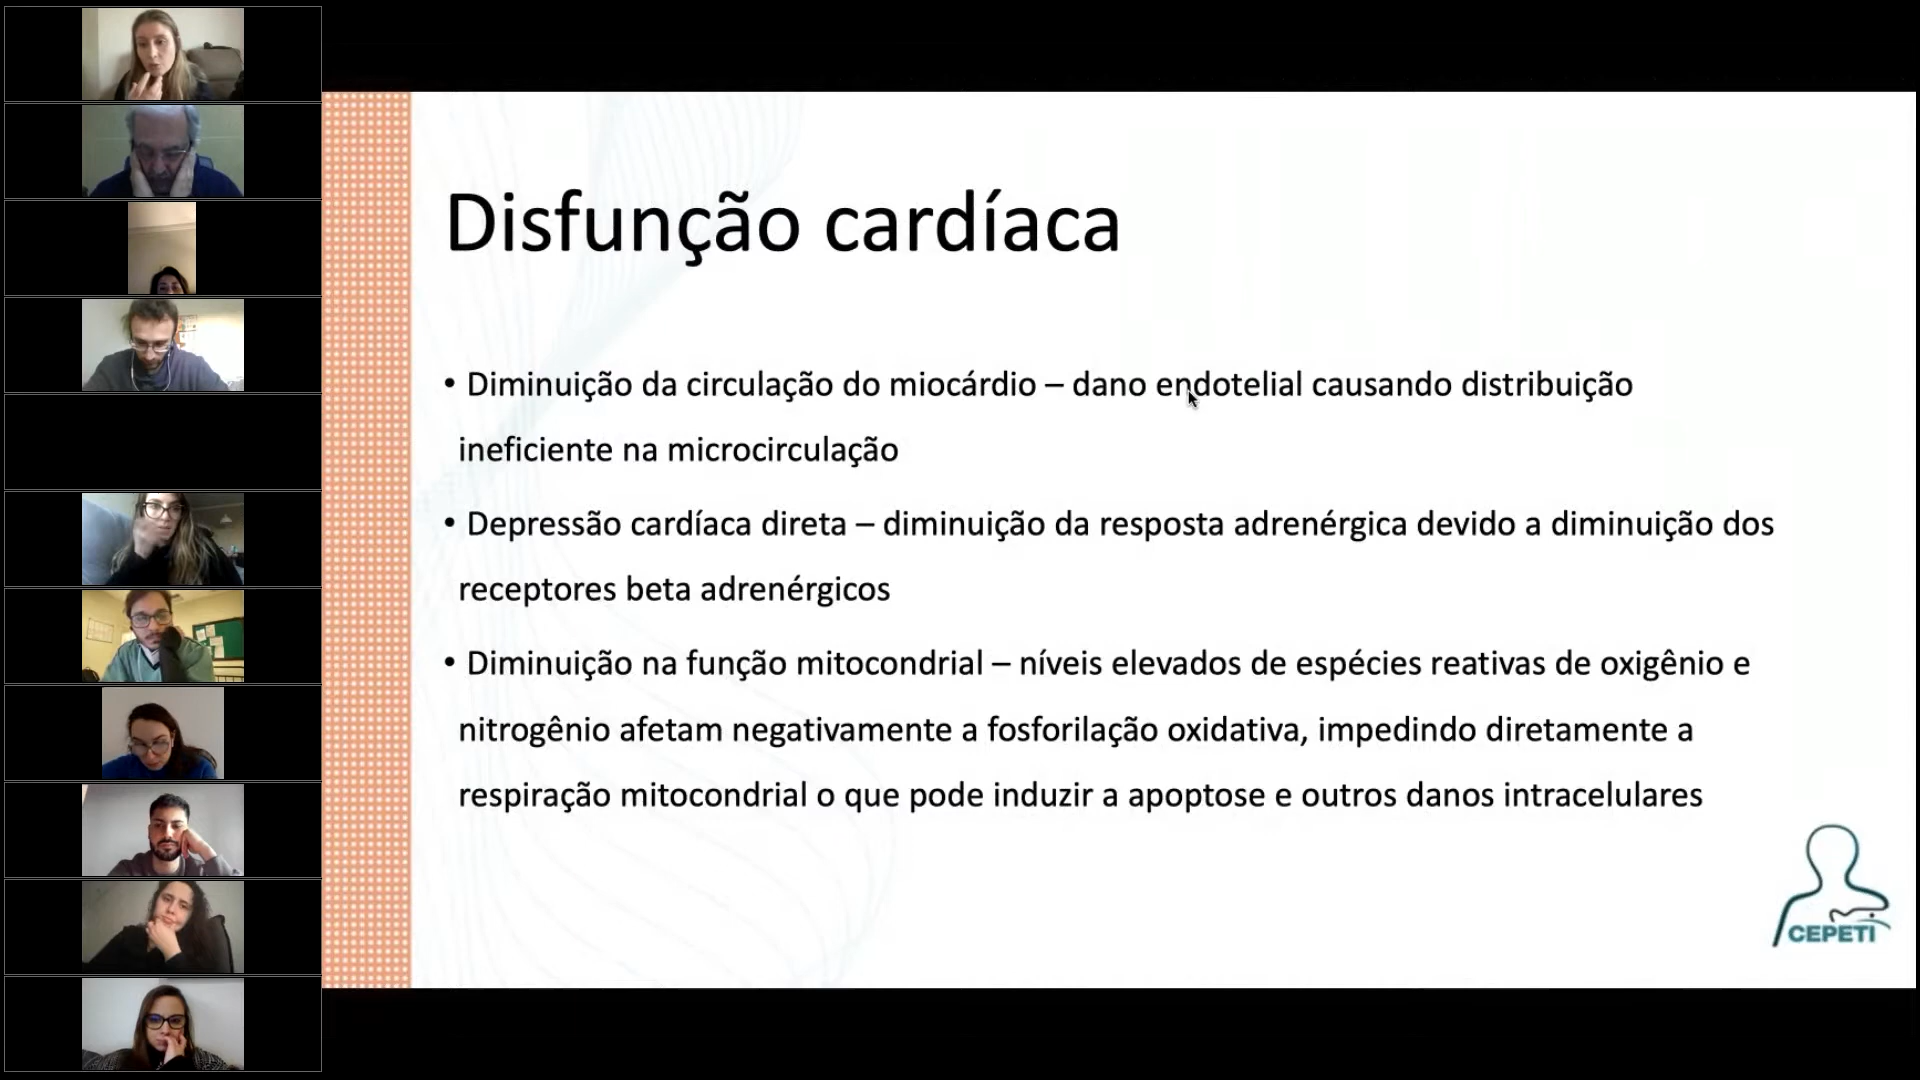 Disfunção cardíaca
• Diminuição da circulação do miocárdio – dano endotelial causando distribuição
ineficiente na microcirculação
• Depressão cardíaca direta – diminuição da resposta adrenérgica devido a diminuição dos
receptores beta adrenérgicos
• Diminuição na função mitocondrial – níveis elevados de espécies reativas de oxigênio e
nitrogênio afetam negativamente a fosforilação oxidativa, impedindo diretamente a
respiração mitocondrial o que pode induzir a apoptose e outros danos intracelulares
CEPETI